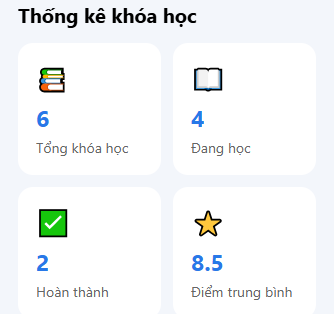 Thống kê khóa học
6
Tổng khóa học
4
Đang học
2
Hoàn thành
8.5
Điểm trung bình